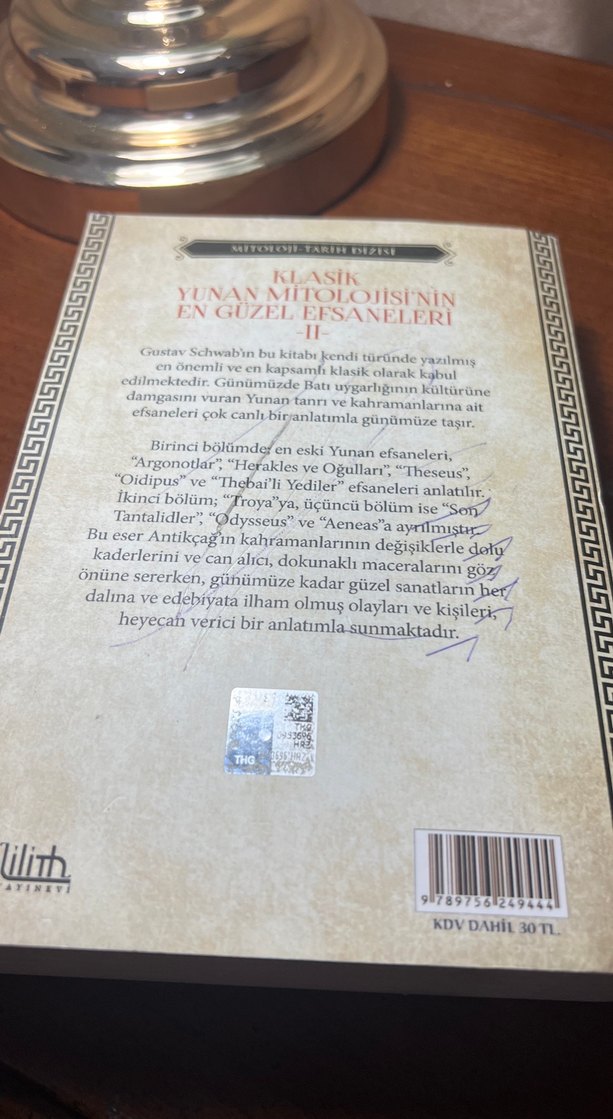 MİTOLOJİ-TARİH DİZİSİ
KLASİK
YUNAN MİTOLOJİSİ'NİN
EN GÜZEL EFSANELERİ
-II-
Gustav Schwab'ın bu kitabı kendi türünde yazılmış
en önemli ve en kapsamlı klasik olarak kabul
edilmektedir. Günümüzde Batı uygarlığının kültürüne
damgasını vuran Yunan tanrı ve kahramanlarına ait
efsaneleri çok canlı bir anlatımla günümüze taşır.
Birinci bölümde; en eski Yunan efsaneleri,
"Argonotlar", "Herakles ve Oğulları", "Theseus",
"Oidipus" ve "Thebai'li Yediler" efsaneleri anlatılır.
İkinci bölüm; "Troya"ya, üçüncü bölüm ise "Son
Tantalidler", "Odysseus" ve "Aeneas"a ayrılmıştır.
Bu eser Antikçağ'ın kahramanlarının değişiklerle dolu
kaderlerini ve can alıcı, dokunaklı maceralarını göz
önüne sererken, günümüze kadar güzel sanatların her
dalına ve edebiyata ilham olmuş olayları ve kişileri,
heyecan verici bir anlatımla sunmaktadır.
THG
0933696
HRZ
THG
lilith
YAYINEVİ
9 789756 249444
KDV DAHİL 30 TL.